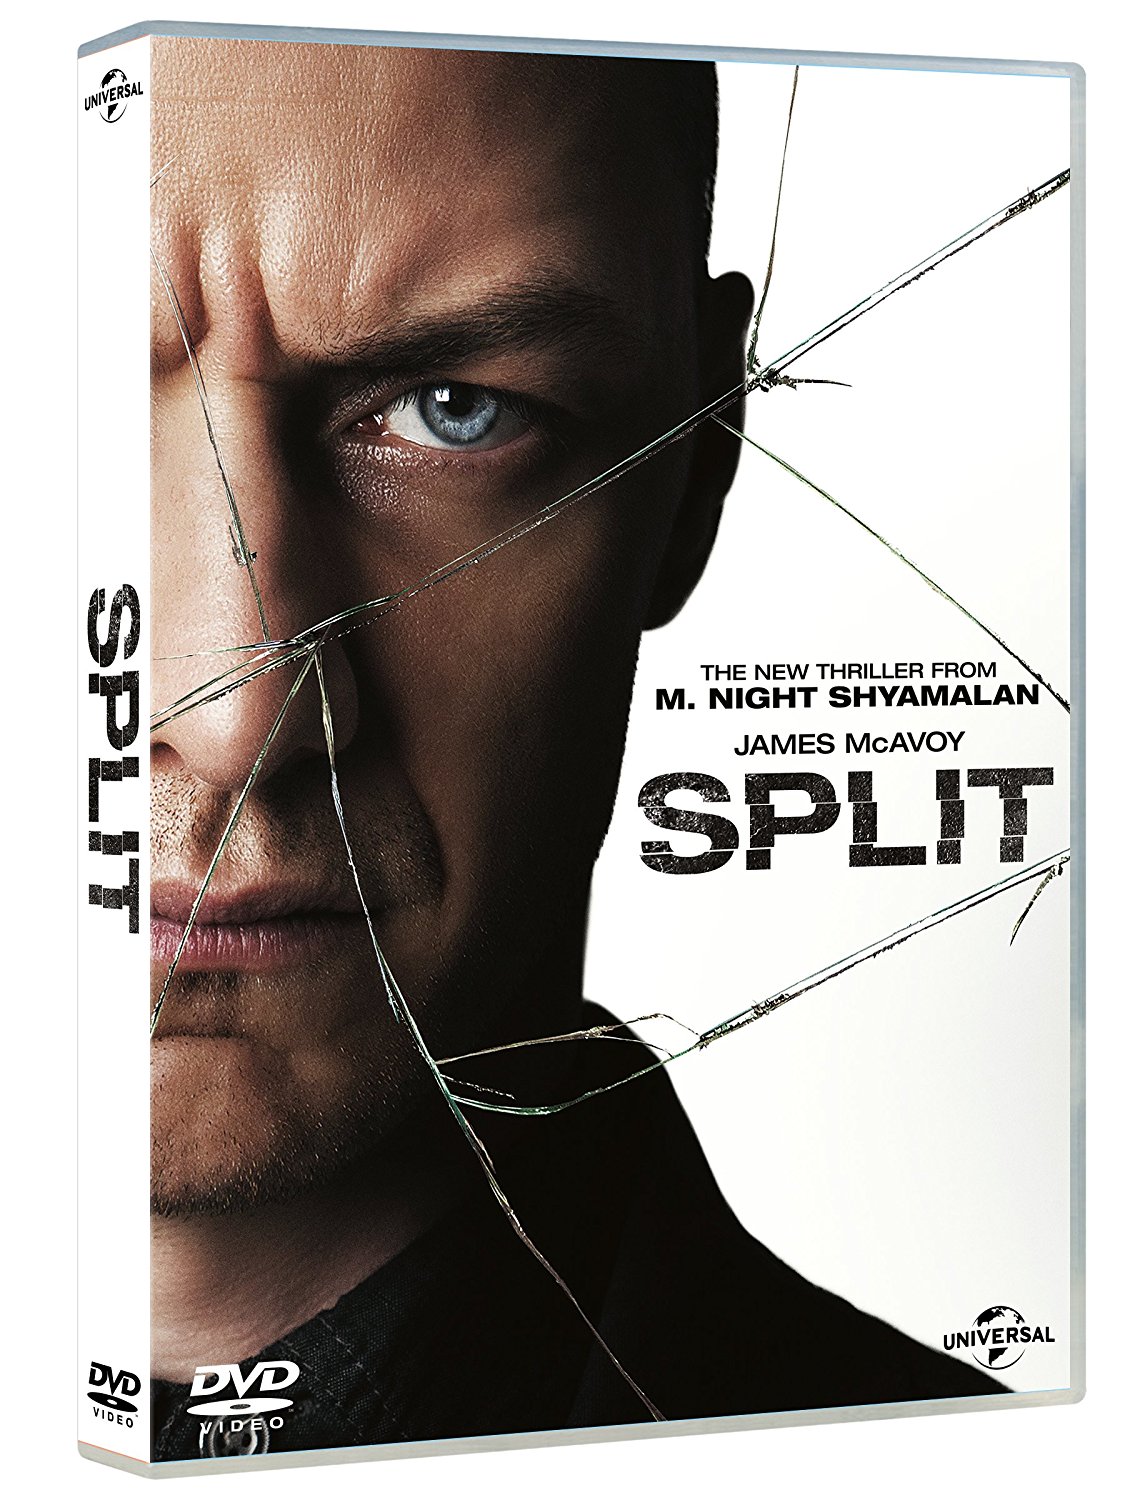 UNIVERSAL
SPLIT
DVD
VIDEO
THE NEW THRILLER FROM
M. NIGHT SHYAMALAN
JAMES McAVOY
SPLIT
DVD
VIDEO
UNIVERSAL